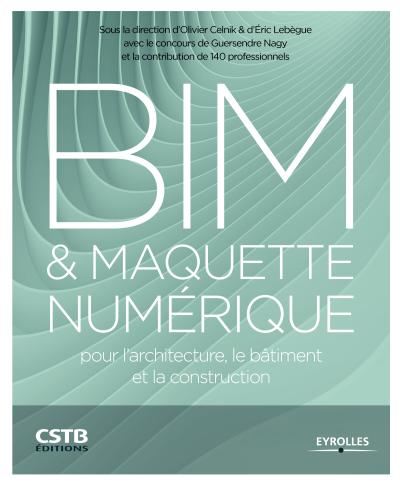 Sous la direction d'Olivier Celnik & d'Éric Lebègue
avec le concours de Guersendre Nagy
et la contribution de 140 professionnels
BIM
& MAQUETTE
NUMÉRIQUE
pour l'architecture, le bâtiment
et la construction
CSTB
ÉDITIONS
EYROLLES